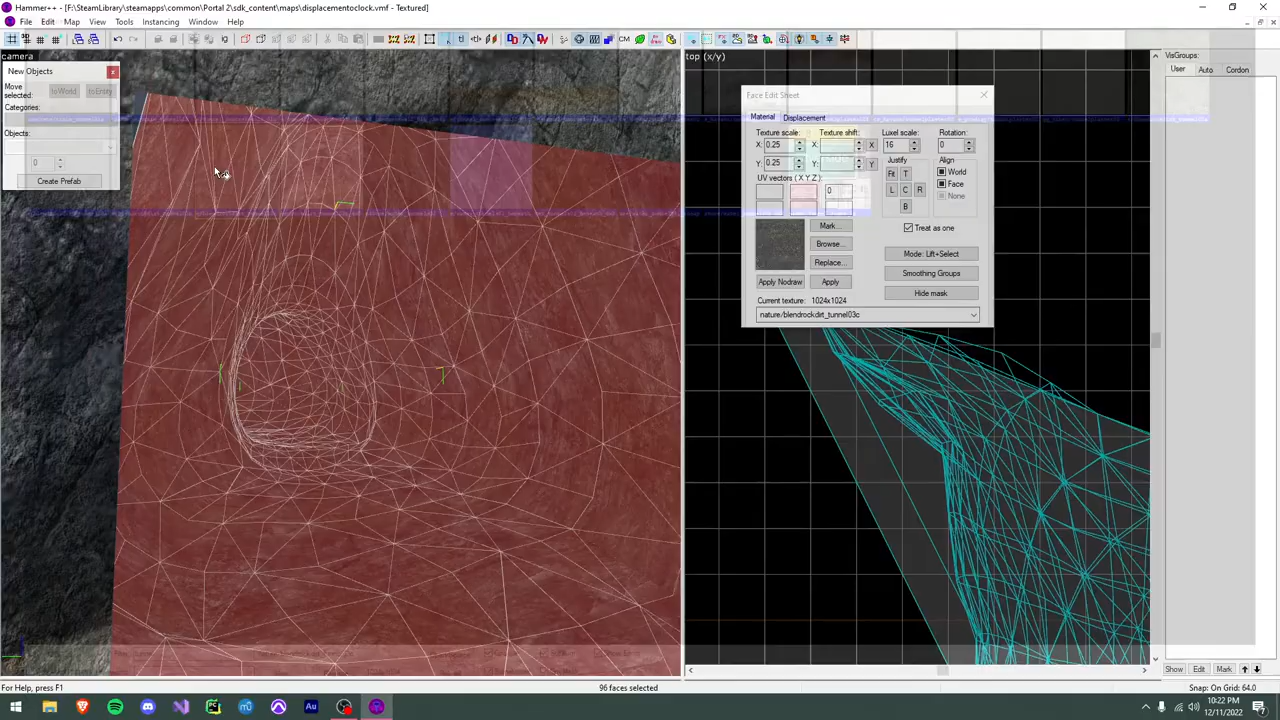 Hammer++ - [F:\SteamLibrary\steamapps\common\Portal 2\sdk_content\maps\displacementoclock.vmf - Textured]
File Edit Map View Tools Instancing Window Help
camera
top (x/y)
New Objects
Move selected:
toWorld
toEntity
Categories:
Objects:
0
Create Prefab
Face Edit Sheet
Material
Displacement
Texture scale:
Texture shift:
Luxel scale:
Rotation:
X: 0.25
X:
X
16
0
Y: 0.25
Y:
Y
Justify
Align
Fit
T
World
UV vectors ( X Y Z )
L
C
R
Face
0
B
None
Mark...
Treat as one
Browse...
Mode: Lift+Select
Replace...
Smoothing Groups
Apply Nodraw
Apply
Hide mask
Current texture: 1024x1024
nature/blendrockdirt_tunnel03c
VisGroups:
User
Auto
Cordon
Show
Edit
Mark
For Help, press F1
96 faces selected
Snap: On Grid: 64.0
Au
10:22 PM
12/11/2022